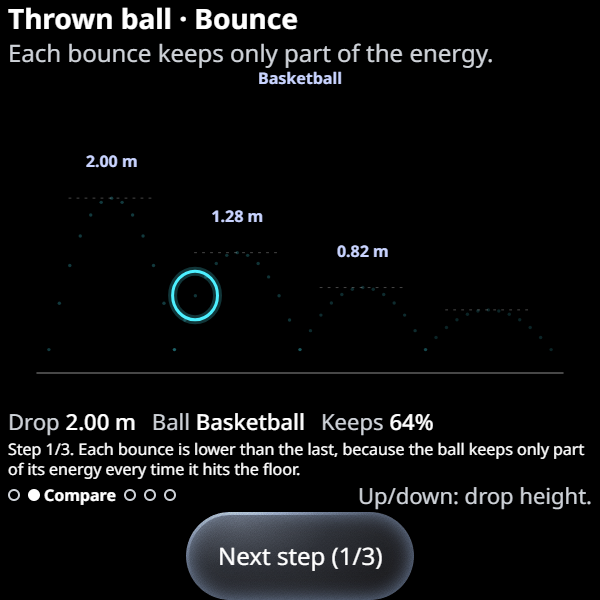 Thrown ball · Bounce
Each bounce keeps only part of the energy.
Basketball
2.00 m
1.28 m
0.82 m
Drop 2.00 m Ball Basketball Keeps 64%
Step 1/3. Each bounce is lower than the last, because the ball keeps only part
of its energy every time it hits the floor.
Compare
Up/down: drop height.
Next step (1/3)